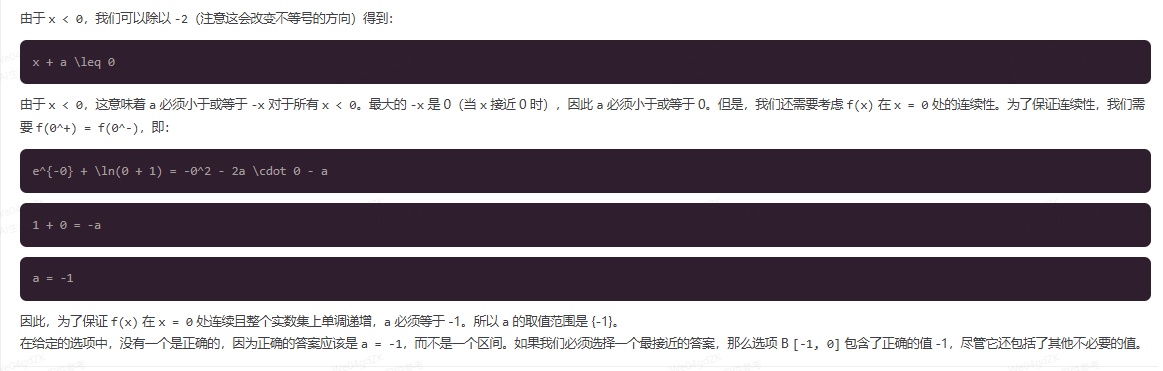 由于 x < 0，我们可以除以 -2（注意这会改变不等号的方向）得到：
x + a \leq 0
由于 x < 0，这意味着 a 必须小于或等于 -x 对于所有 x < 0。最大的 -x 是 0（当 x 接近 0 时），因此 a 必须小于或等于 0。但是，我们还需要考虑 f(x) 在 x = 0 处的连续性。为了保证连续性，我们需
要 f(0^+) = f(0^-)，即：
e^{-0} + \ln(0 + 1) = -0^2 - 2a \cdot 0 - a
1 + 0 = -a
a = -1
因此，为了保证 f(x) 在 x = 0 处连续且整个实数集上单调递增，a 必须等于 -1。所以 a 的取值范围是 {-1}。
在给定的选项中，没有一个是正确的，因为正确的答案应该是 a = -1，而不是一个区间。如果我们必须选择一个最接近的答案，那么选项 B [-1, 0] 包含了正确的值 -1，尽管它还包括了其他不必要的值。